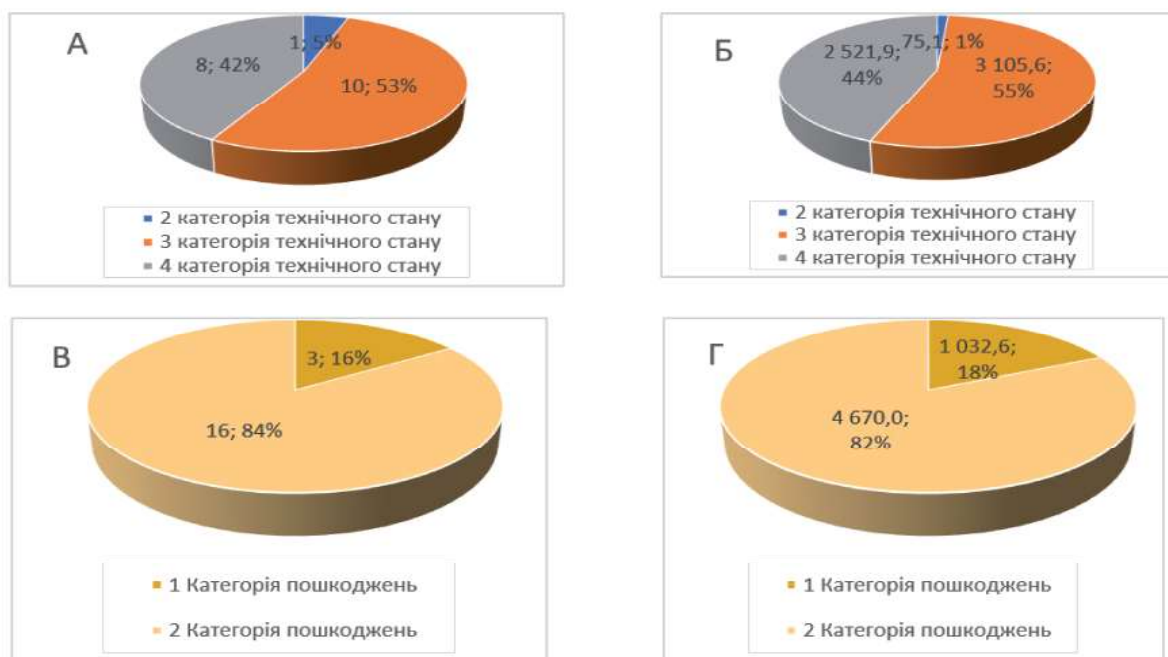 А
1; 5%
8; 42%
10; 53%
2 категорія технічного стану
3 категорія технічного стану
4 категорія технічного стану
Б
75,1; 1%
2 521,9;
44%
3 105,6;
55%
2 категорія технічного стану
3 категорія технічного стану
4 категорія технічного стану
В
3; 16%
16; 84%
1 Категорія пошкоджень
2 Категорія пошкоджень
Г
1 032,6;
18%
4 670,0;
82%
1 Категорія пошкоджень
2 Категорія пошкоджень